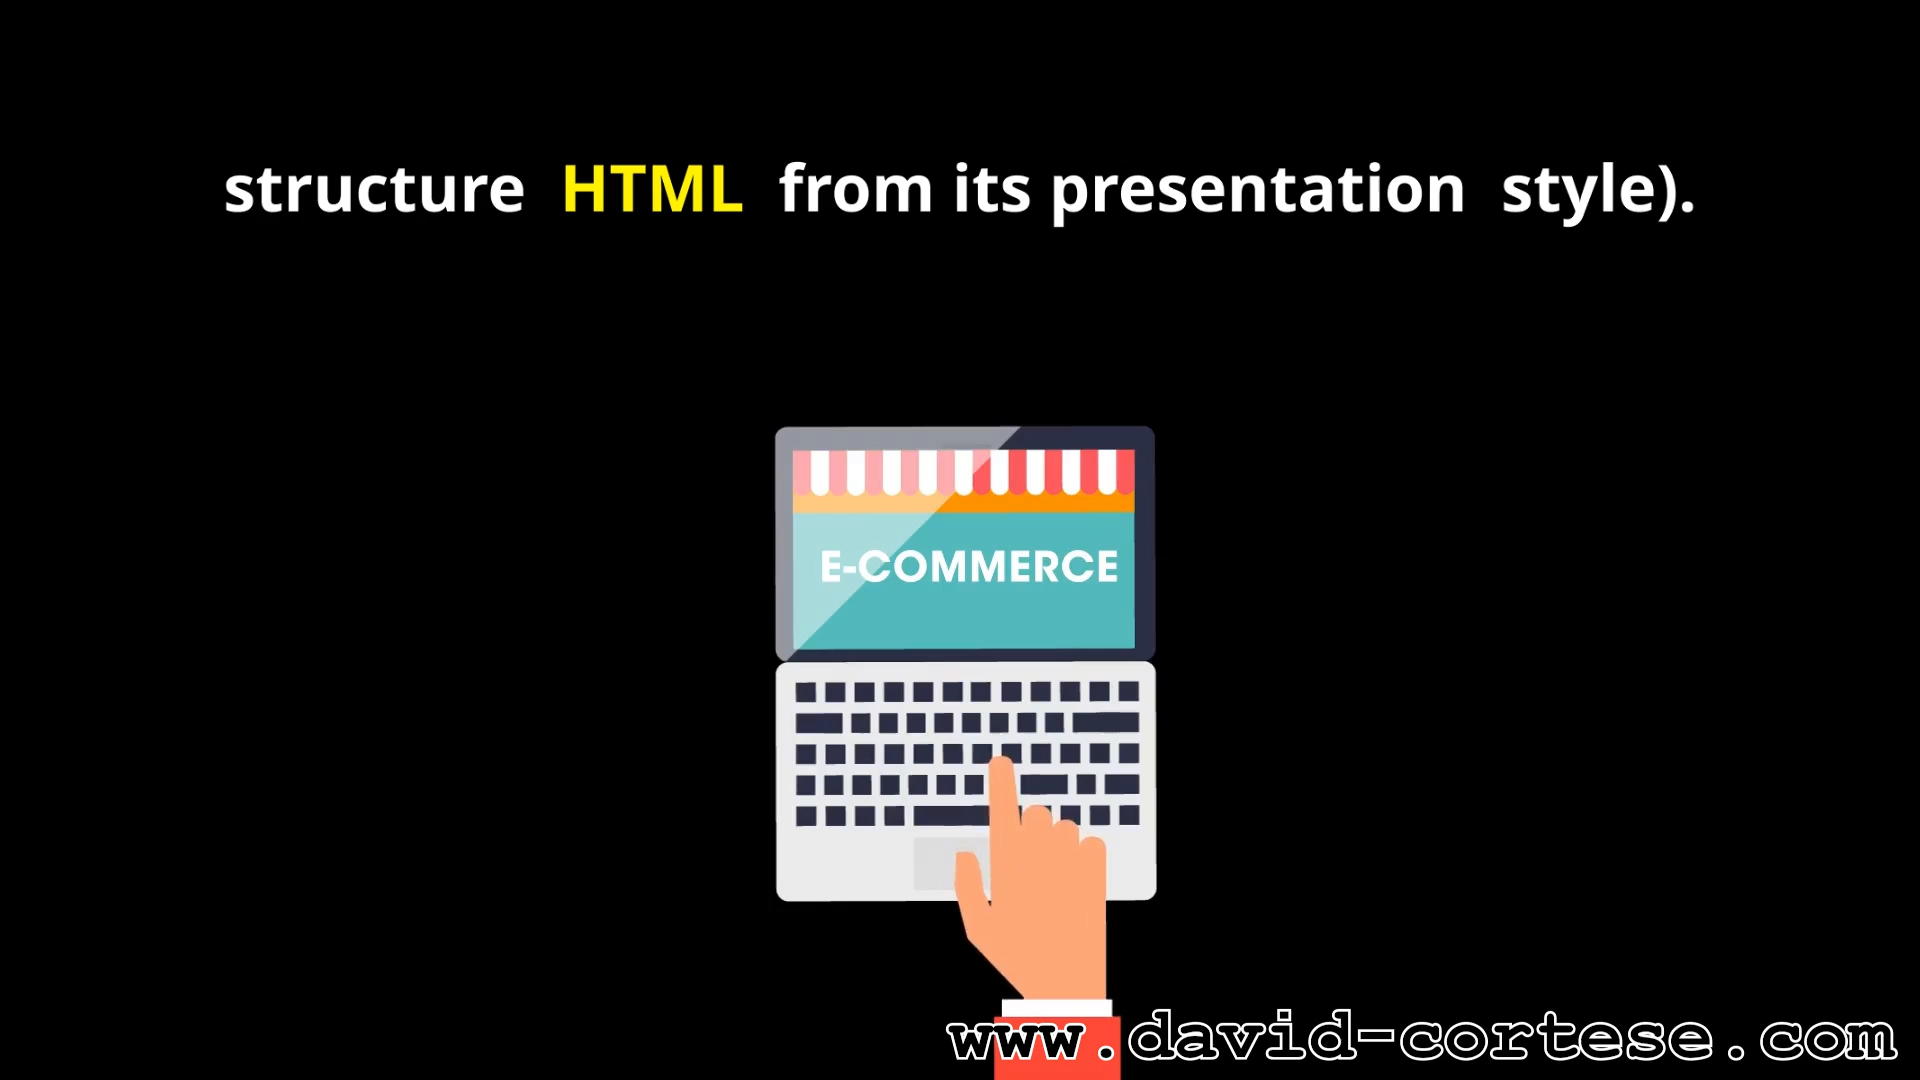 structure HTML from its presentation style).
E-COMMERCE
www.david-cortese.com